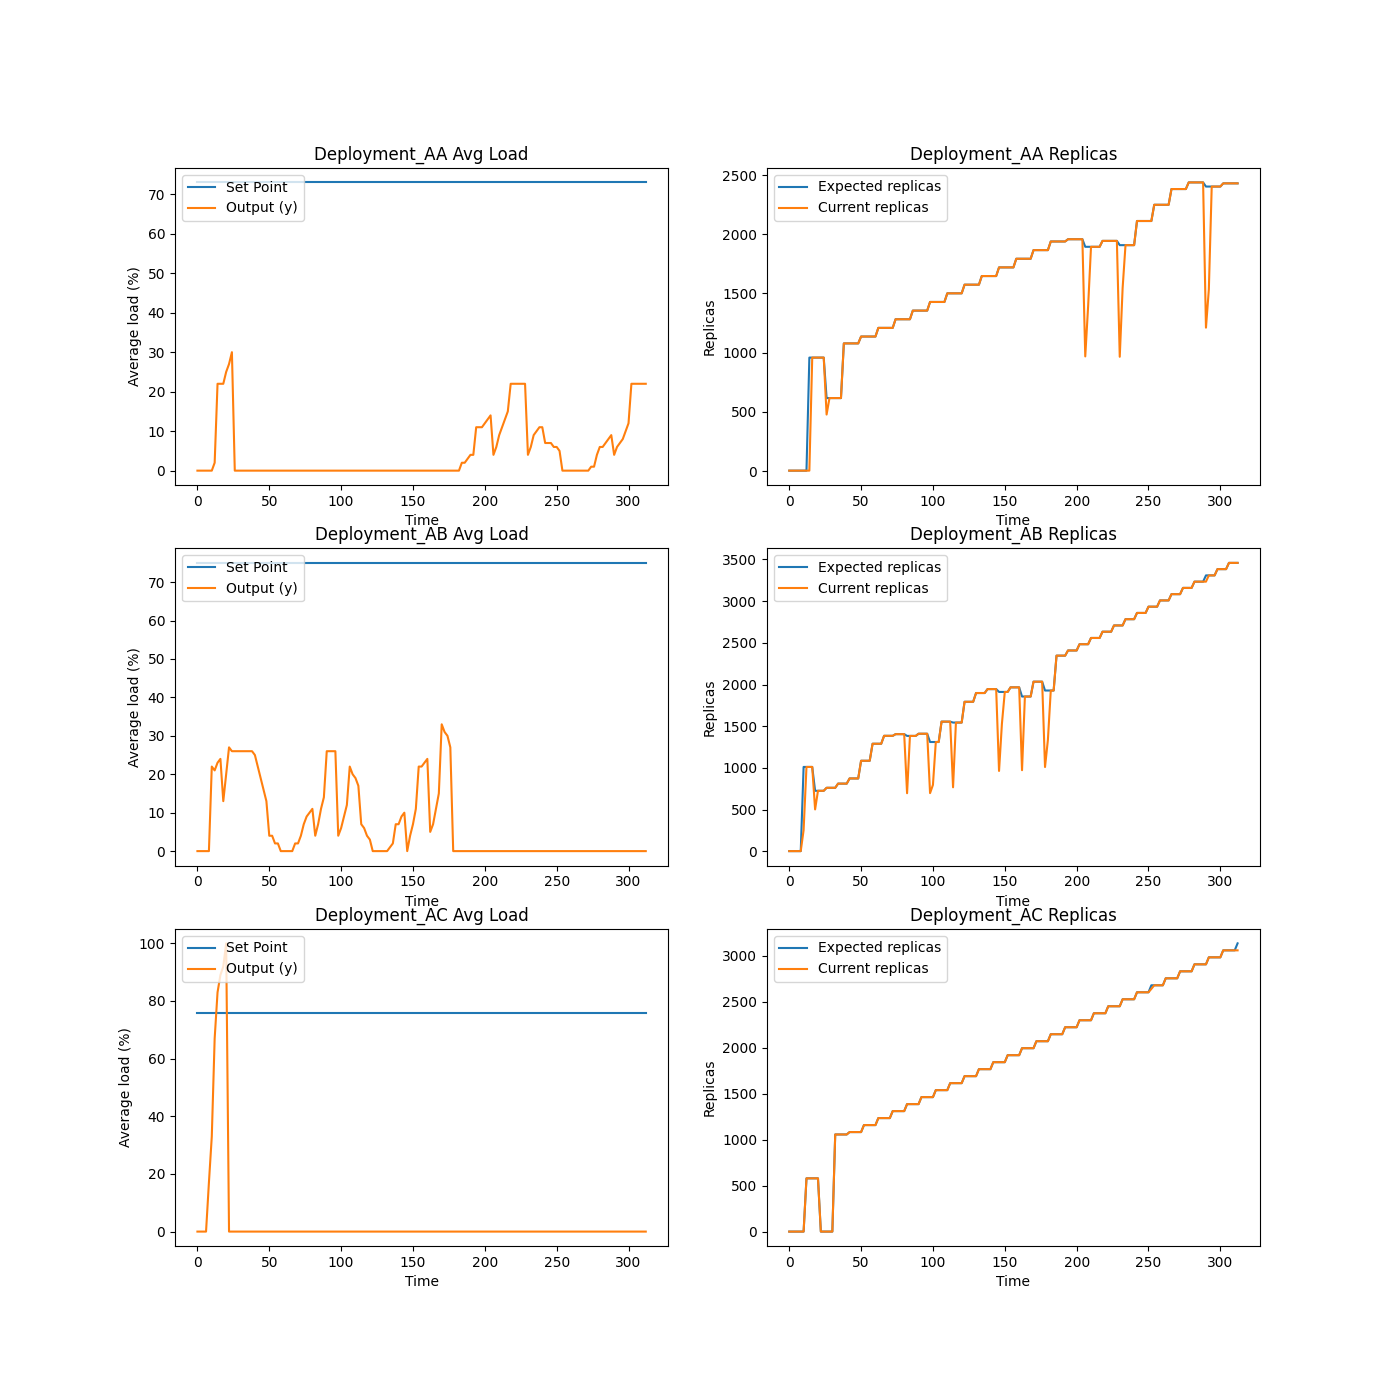 Deployment_AA Avg Load
Set Point
Output (y)
Average load (%)
70
60
50
40
30
20
10
0
0 50 100 150 200 250 300
Time
Deployment_AA Replicas
Expected replicas
Current replicas
Replicas
2500
2000
1500
1000
500
0
0 50 100 150 200 250 300
Time
Deployment_AB Avg Load
Set Point
Output (y)
Average load (%)
70
60
50
40
30
20
10
0
0 50 100 150 200 250 300
Time
Deployment_AB Replicas
Expected replicas
Current replicas
Replicas
3500
3000
2500
2000
1500
1000
500
0
0 50 100 150 200 250 300
Time
Deployment_AC Avg Load
Set Point
Output (y)
Average load (%)
100
80
60
40
20
0
0 50 100 150 200 250 300
Time
Deployment_AC Replicas
Expected replicas
Current replicas
Replicas
3000
2500
2000
1500
1000
500
0
0 50 100 150 200 250 300
Time